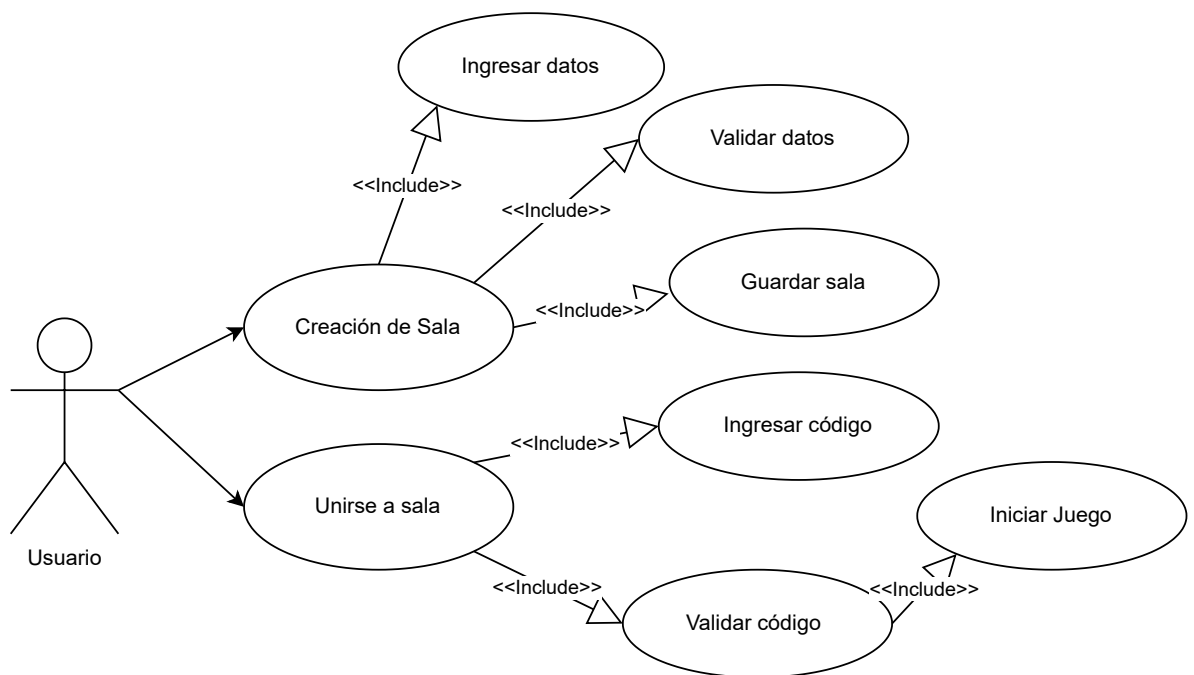 Ingresar datos
Validar datos
<<Include>>
<<Include>>
Guardar sala
<<Include>>
Creación de Sala
Ingresar código
<<Include>>
Unirse a sala
Iniciar Juego
Usuario
<<Include>>
<<Include>>
Validar código